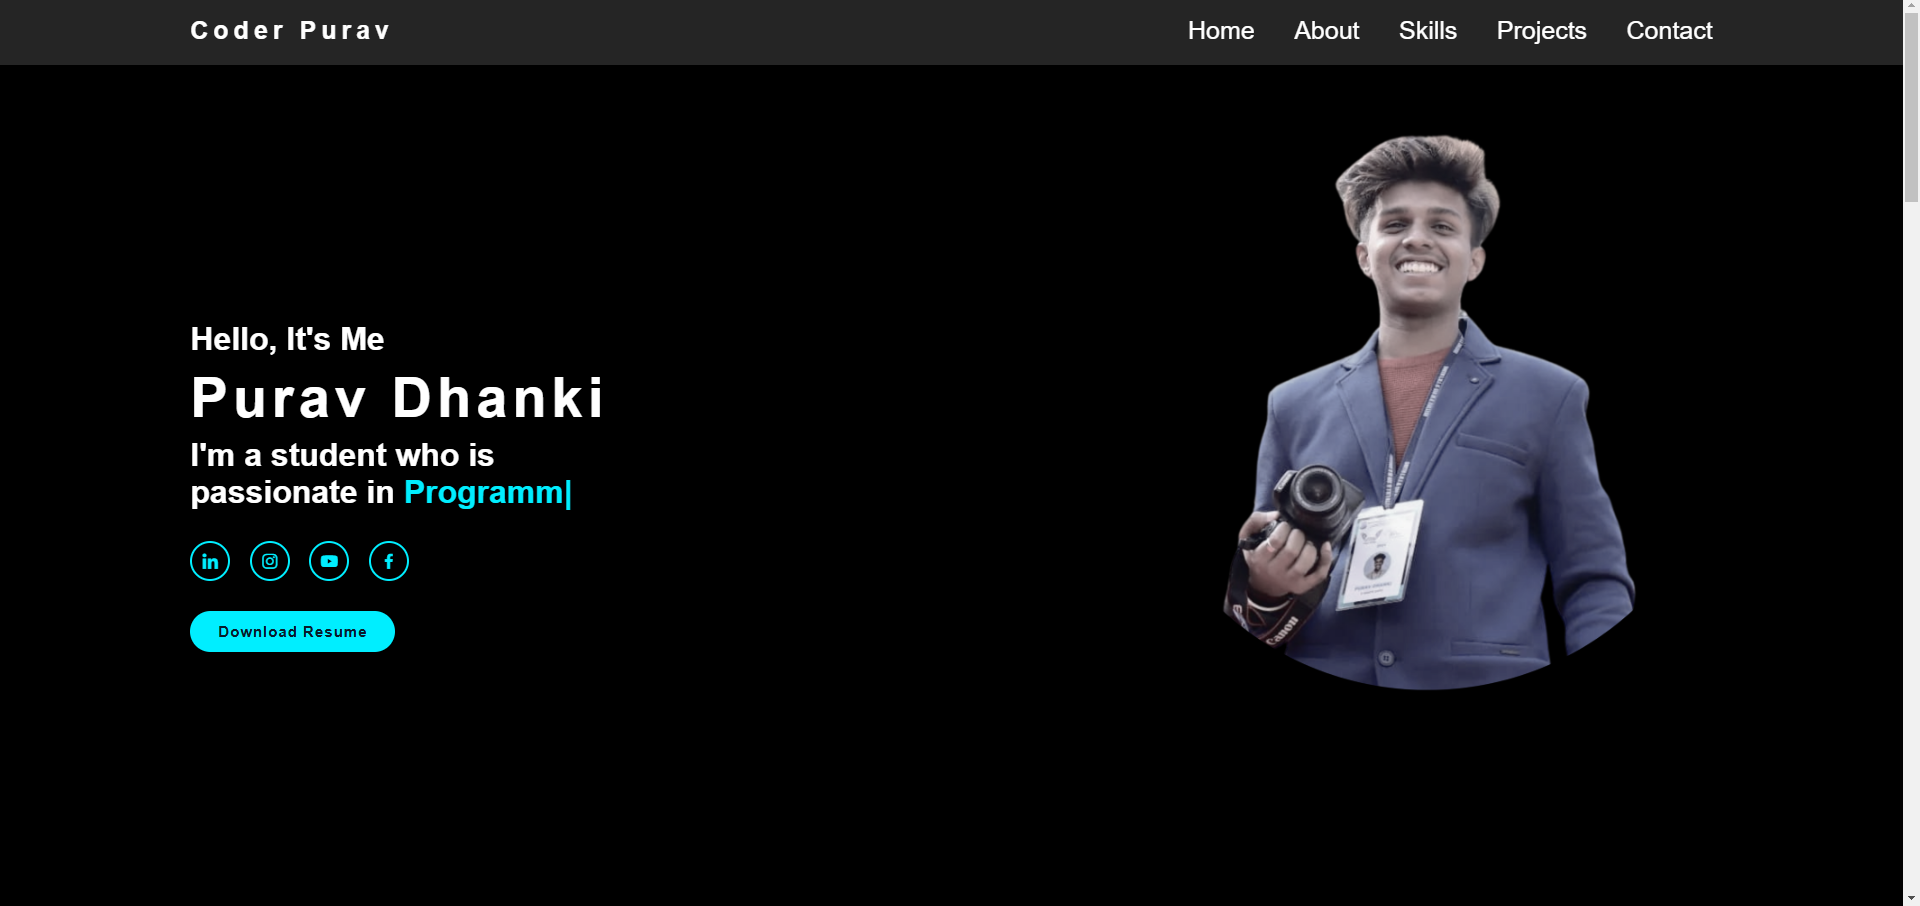 Coder Purav
Home About Skills Projects Contact
Hello, It's Me
Purav Dhanki
I'm a student who is
passionate in Programm|
Download Resume
Canon